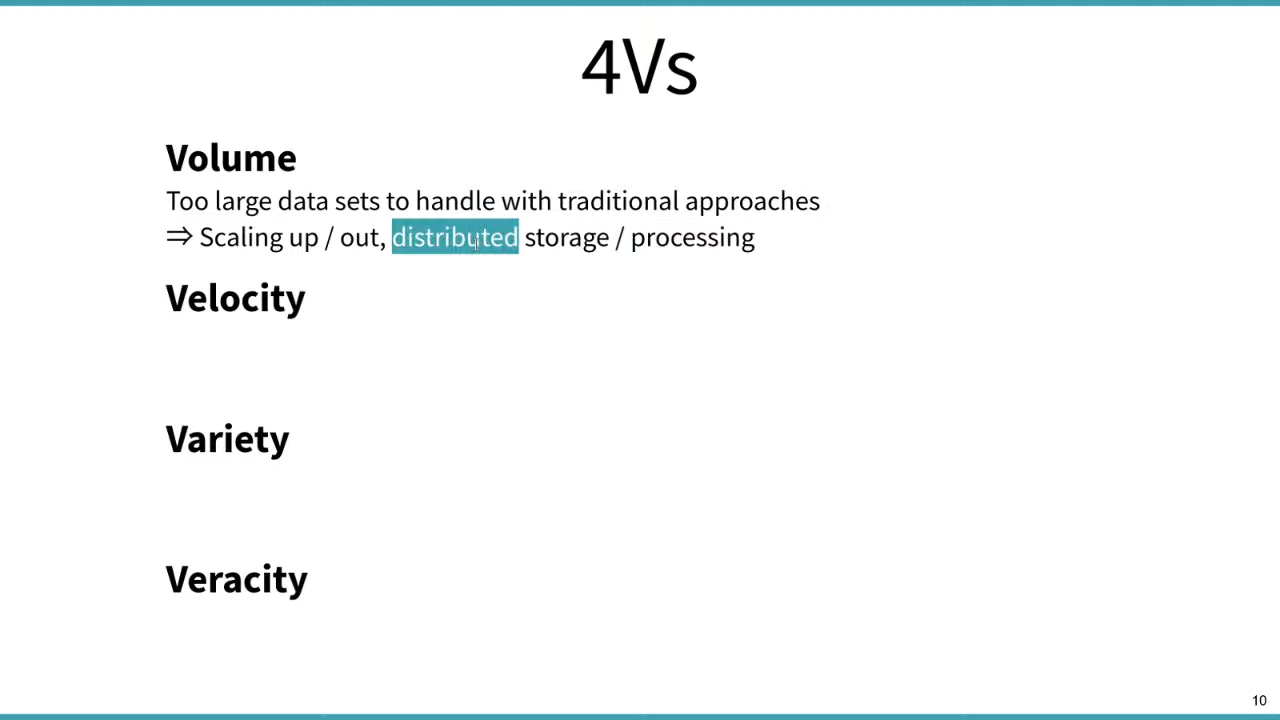 4Vs
Volume
Too large data sets to handle with traditional approaches
⇒ Scaling up / out, distributed storage / processing
Velocity
Variety
Veracity
10